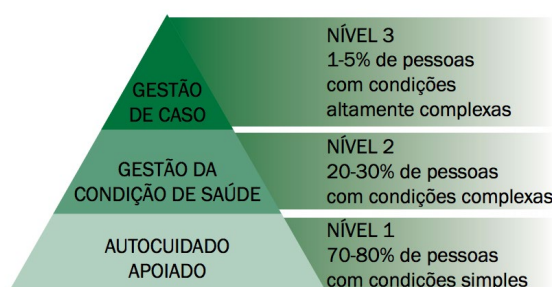 GESTÃO
DE CASO
NÍVEL 3
1-5% de pessoas
com condições
altamente complexas
GESTÃO DA
CONDIÇÃO DE SAÚDE
NÍVEL 2
20-30% de pessoas
com condições complexas
AUTOCUIDADO
APOIADO
NÍVEL 1
70-80% de pessoas
com condições simples